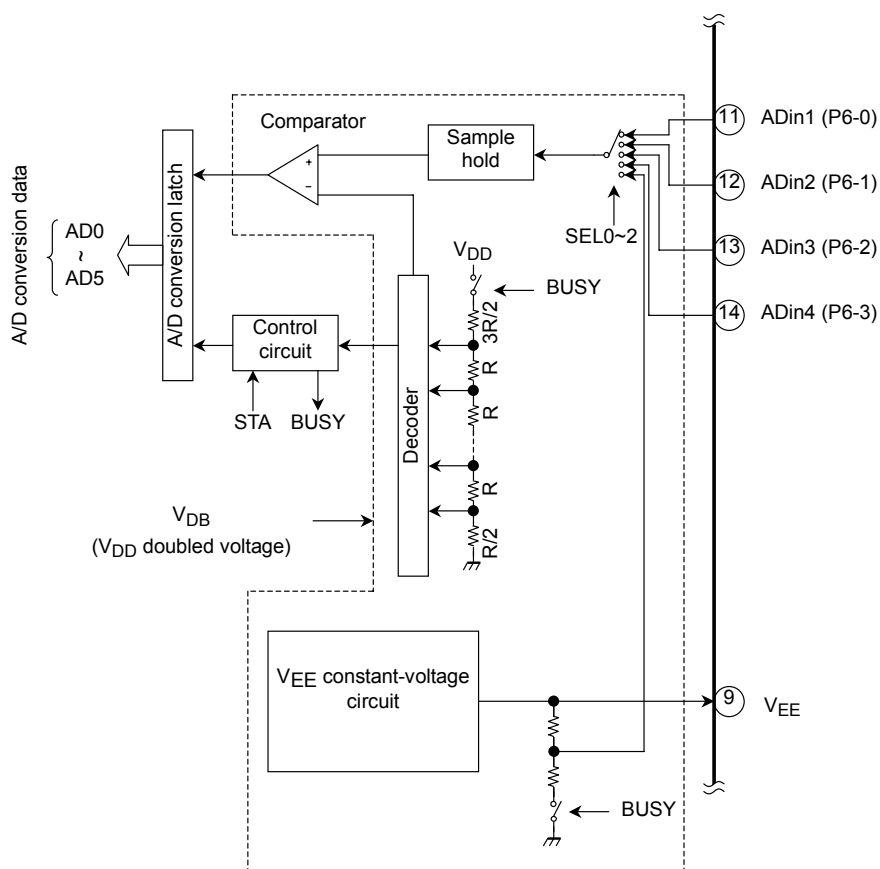 Comparator
Sample
hold
+
−
SEL0~2
11
ADin1 (P6-0)
12
ADin2 (P6-1)
13
ADin3 (P6-2)
14
ADin4 (P6-3)
A/D conversion data
AD0
~
AD5
A/D conversion latch
VDD
BUSY
3R/2
R
R
R
R/2
Control
circuit
STA
BUSY
Decoder
VDB
(VDD doubled voltage)
VEE constant-voltage
circuit
9
VEE
BUSY